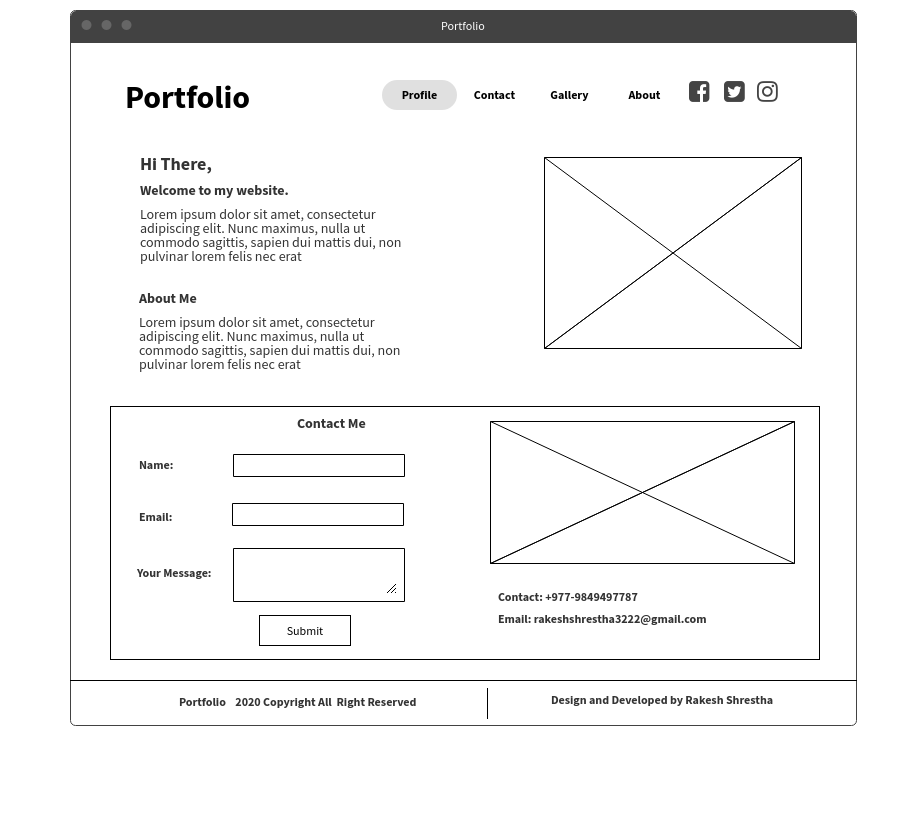 Portfolio
Portfolio
Profile
Contact
Gallery
About
Hi There,
Welcome to my website.
Lorem ipsum dolor sit amet, consectetur
adipiscing elit. Nunc maximus, nulla ut
commodo sagittis, sapien dui mattis dui, non
pulvinar lorem felis nec erat
About Me
Lorem ipsum dolor sit amet, consectetur
adipiscing elit. Nunc maximus, nulla ut
commodo sagittis, sapien dui mattis dui, non
pulvinar lorem felis nec erat
Contact Me
Name:
Email:
Your Message:
Submit
Contact: +977-9849497787
Email: rakeshshrestha3222@gmail.com
Portfolio 2020 Copyright All Right Reserved
Design and Developed by Rakesh Shrestha